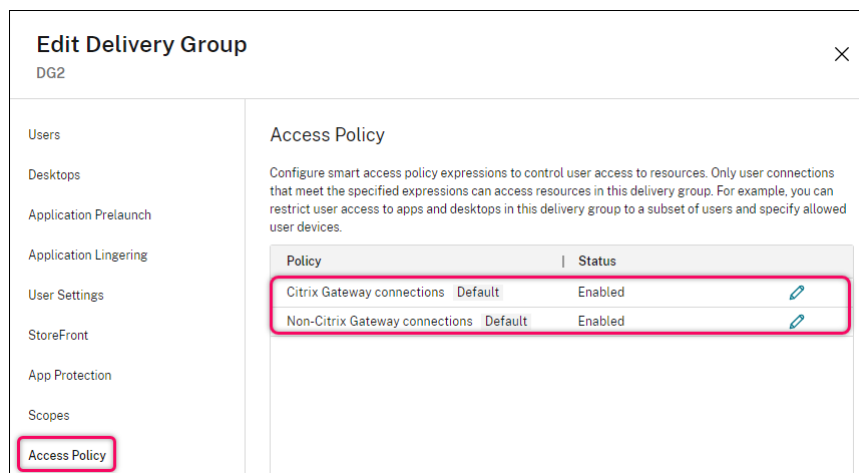 Edit Delivery Group
DG2
Users
Desktops
Application Prelaunch
Application Lingering
User Settings
StoreFront
App Protection
Scopes
Access Policy
Access Policy
Configure smart access policy expressions to control user access to resources. Only user connections
that meet the specified expressions can access resources in this delivery group. For example, you can
restrict user access to apps and desktops in this delivery group to a subset of users and specify allowed
user devices.
Policy | Status
Citrix Gateway connections Default Enabled
Non-Citrix Gateway connections Default Enabled